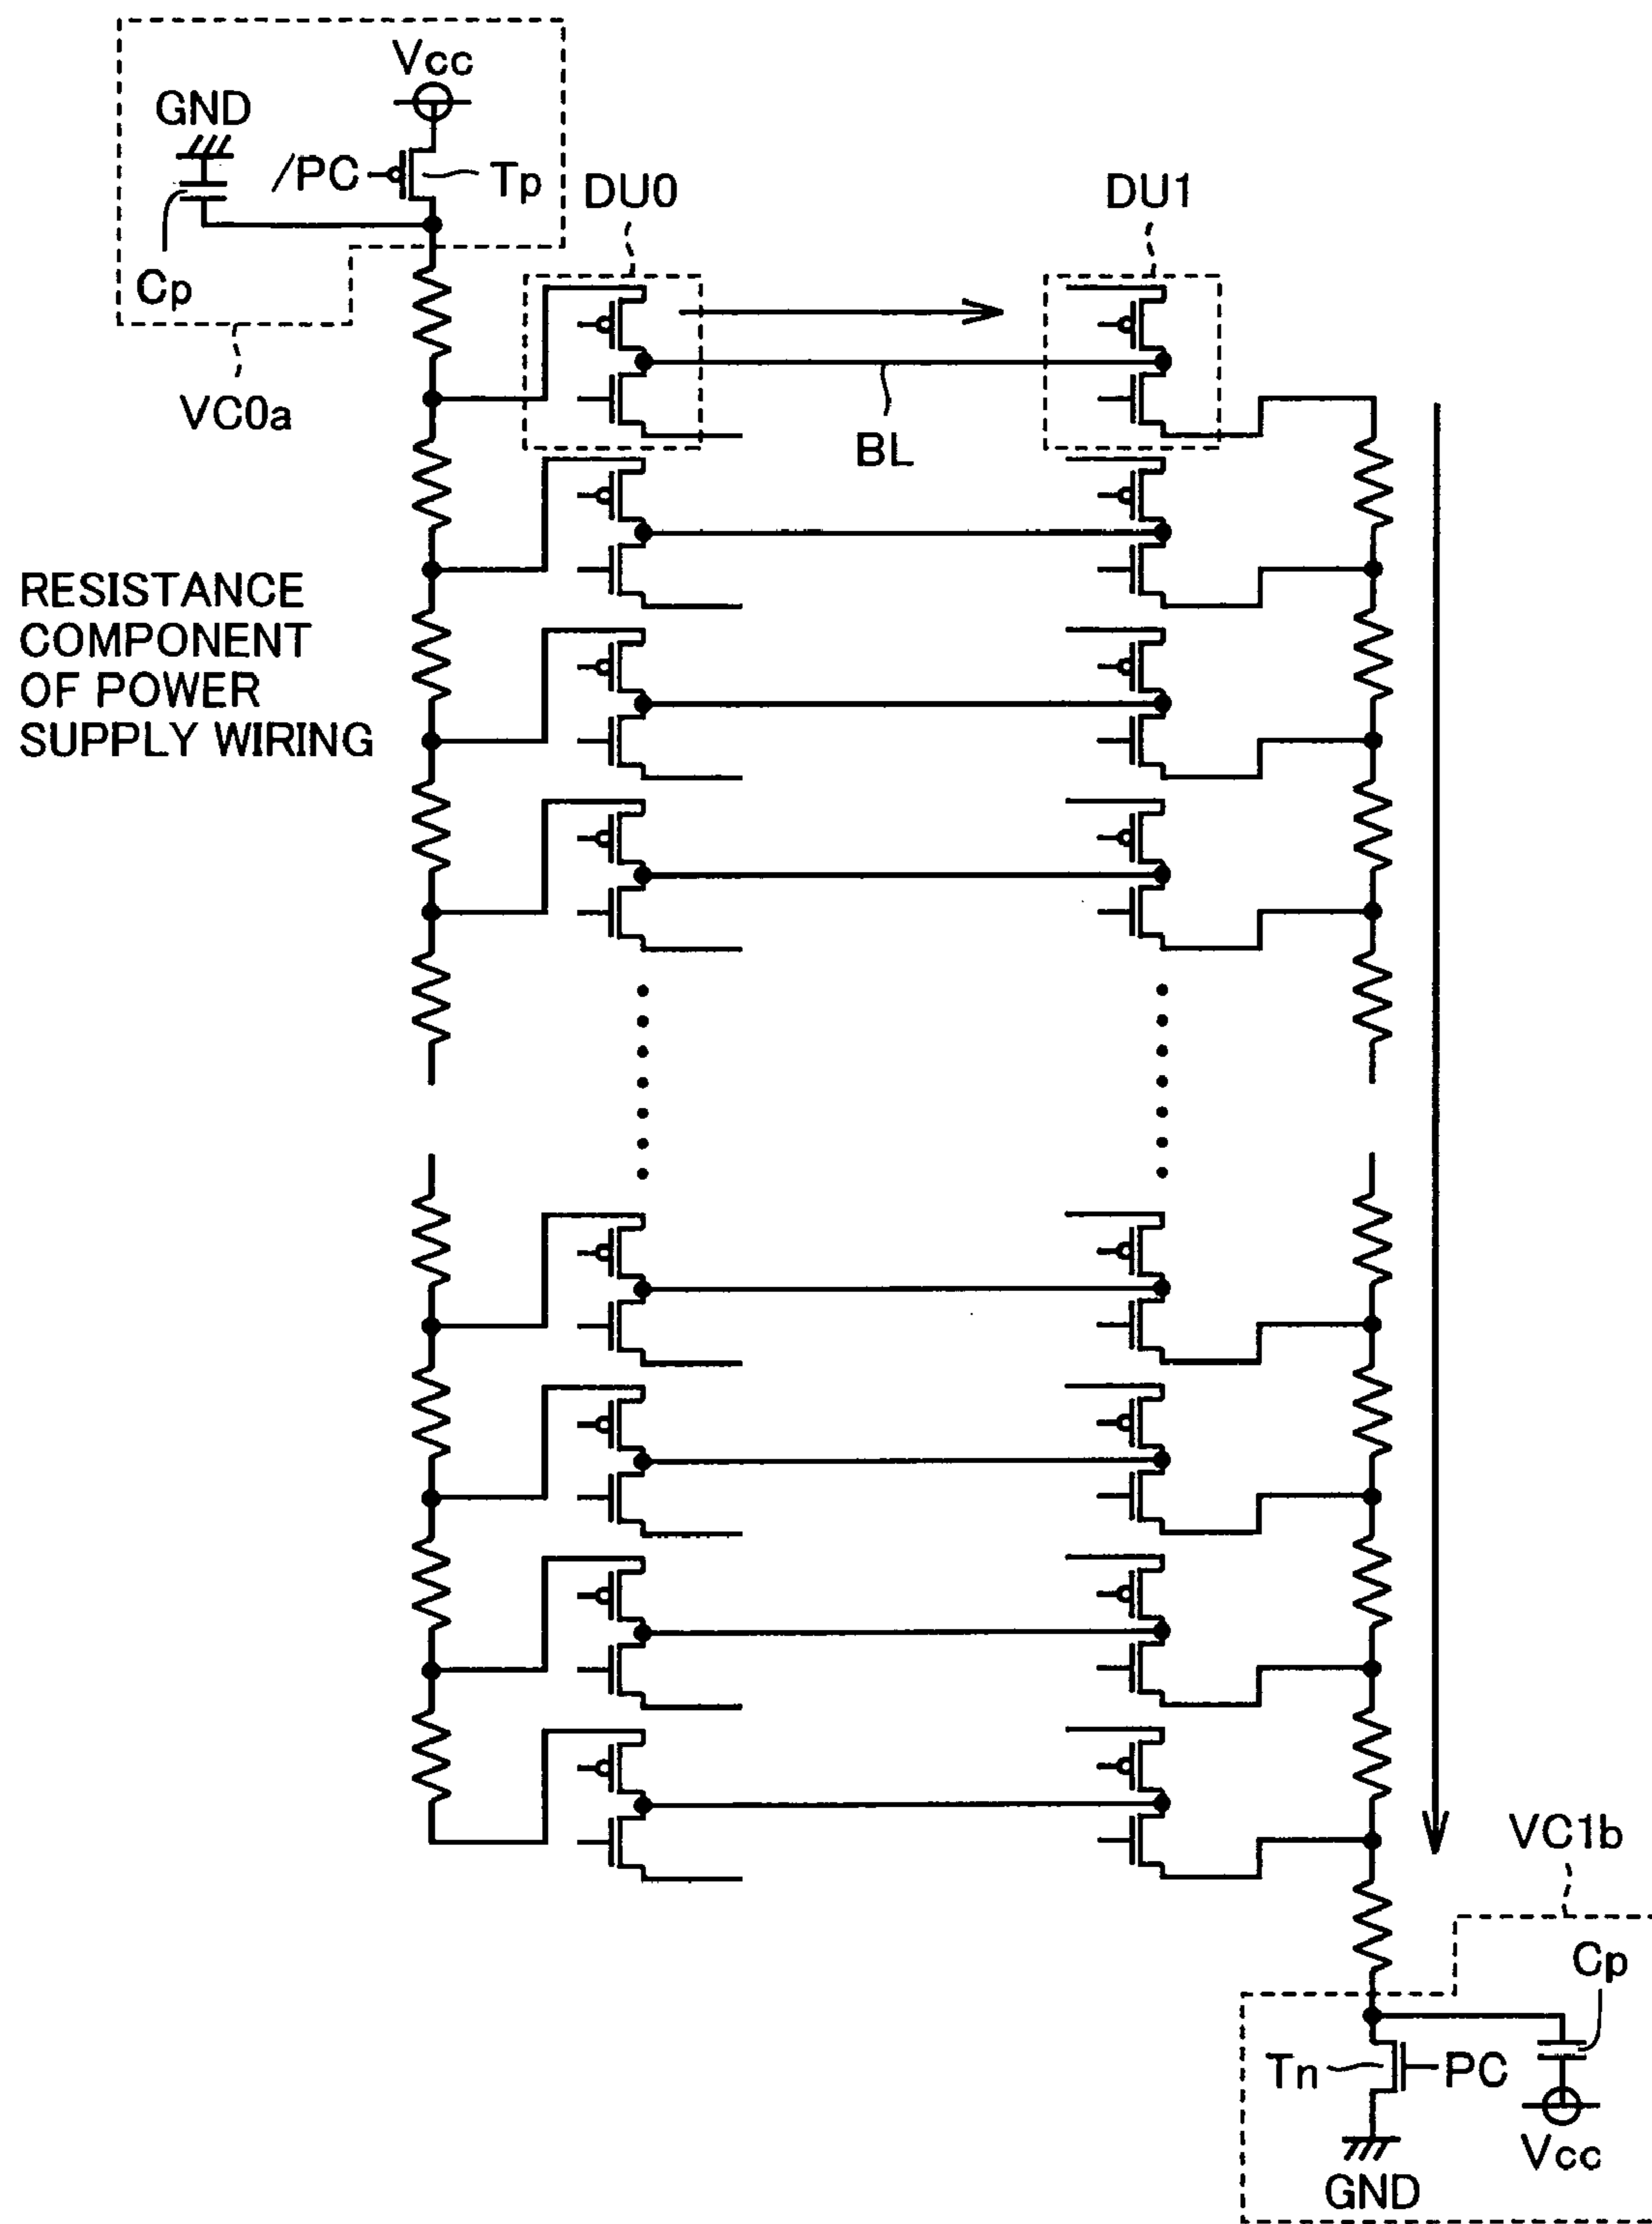 Vcc
GND
/PC
Tp
DU0
DU1
Cp
VC0a
BL
RESISTANCE
COMPONENT
OF POWER
SUPPLY WIRING
VC1b
Cp
Tn
PC
Vcc
GND